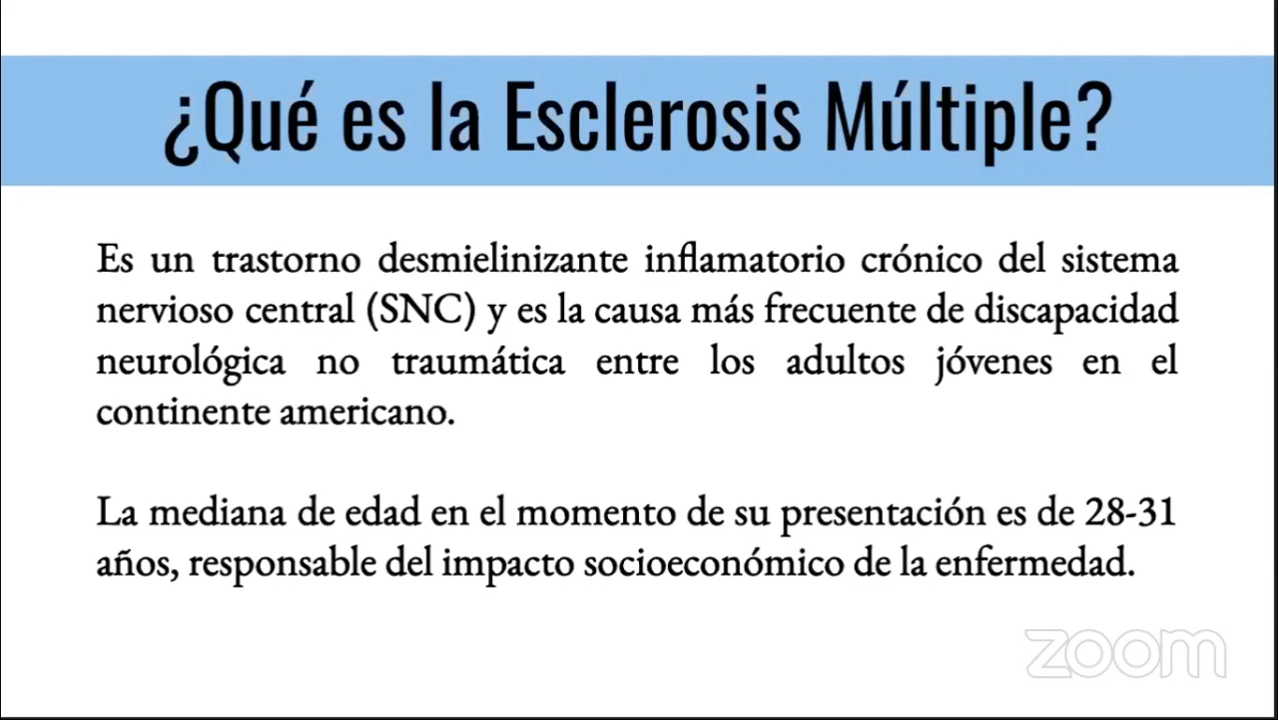 ¿Qué es la Esclerosis Múltiple?
Es un trastorno desmielinizante inflamatorio crónico del sistema
nervioso central (SNC) y es la causa más frecuente de discapacidad
neurológica no traumática entre los adultos jóvenes en el
continente americano.
La mediana de edad en el momento de su presentación es de 28-31
años, responsable del impacto socioeconómico de la enfermedad.
zoom